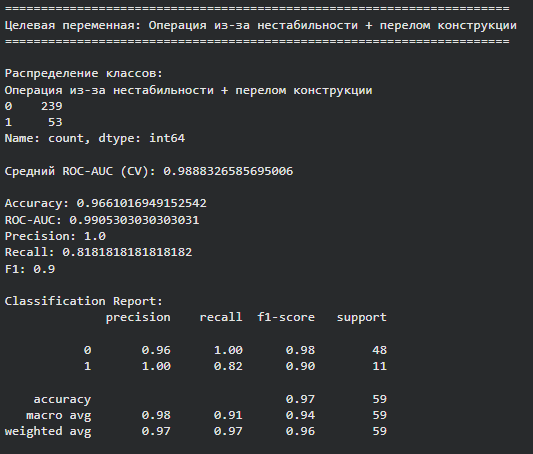 ======================================================================
Целевая переменная: Операция из-за нестабильности + перелом конструкции
======================================================================
Распределение классов:
Операция из-за нестабильности + перелом конструкции
0    239
1     53
Name: count, dtype: int64
Средний ROC-AUC (CV): 0.9888326585695006
Accuracy: 0.9661016949152542
ROC-AUC: 0.9905303030303031
Precision: 1.0
Recall: 0.8181818181818182
F1: 0.9
Classification Report:
              precision    recall  f1-score   support
           0       0.96      1.00      0.98        48
           1       1.00      0.82      0.90        11
    accuracy                           0.97        59
   macro avg       0.98      0.91      0.94        59
weighted avg       0.97      0.97      0.96        59